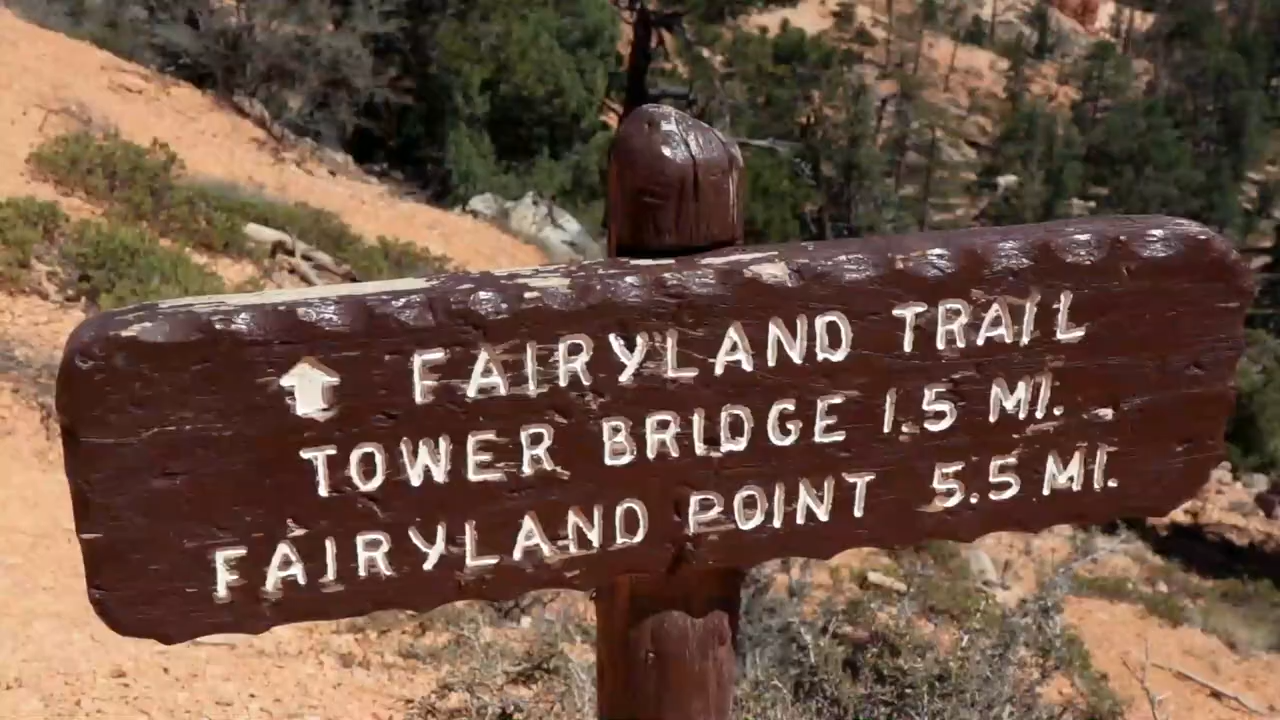 FAIRYLAND TRAIL
TOWER BRIDGE 1.5 MI.
FAIRYLAND POINT 5.5 MI.